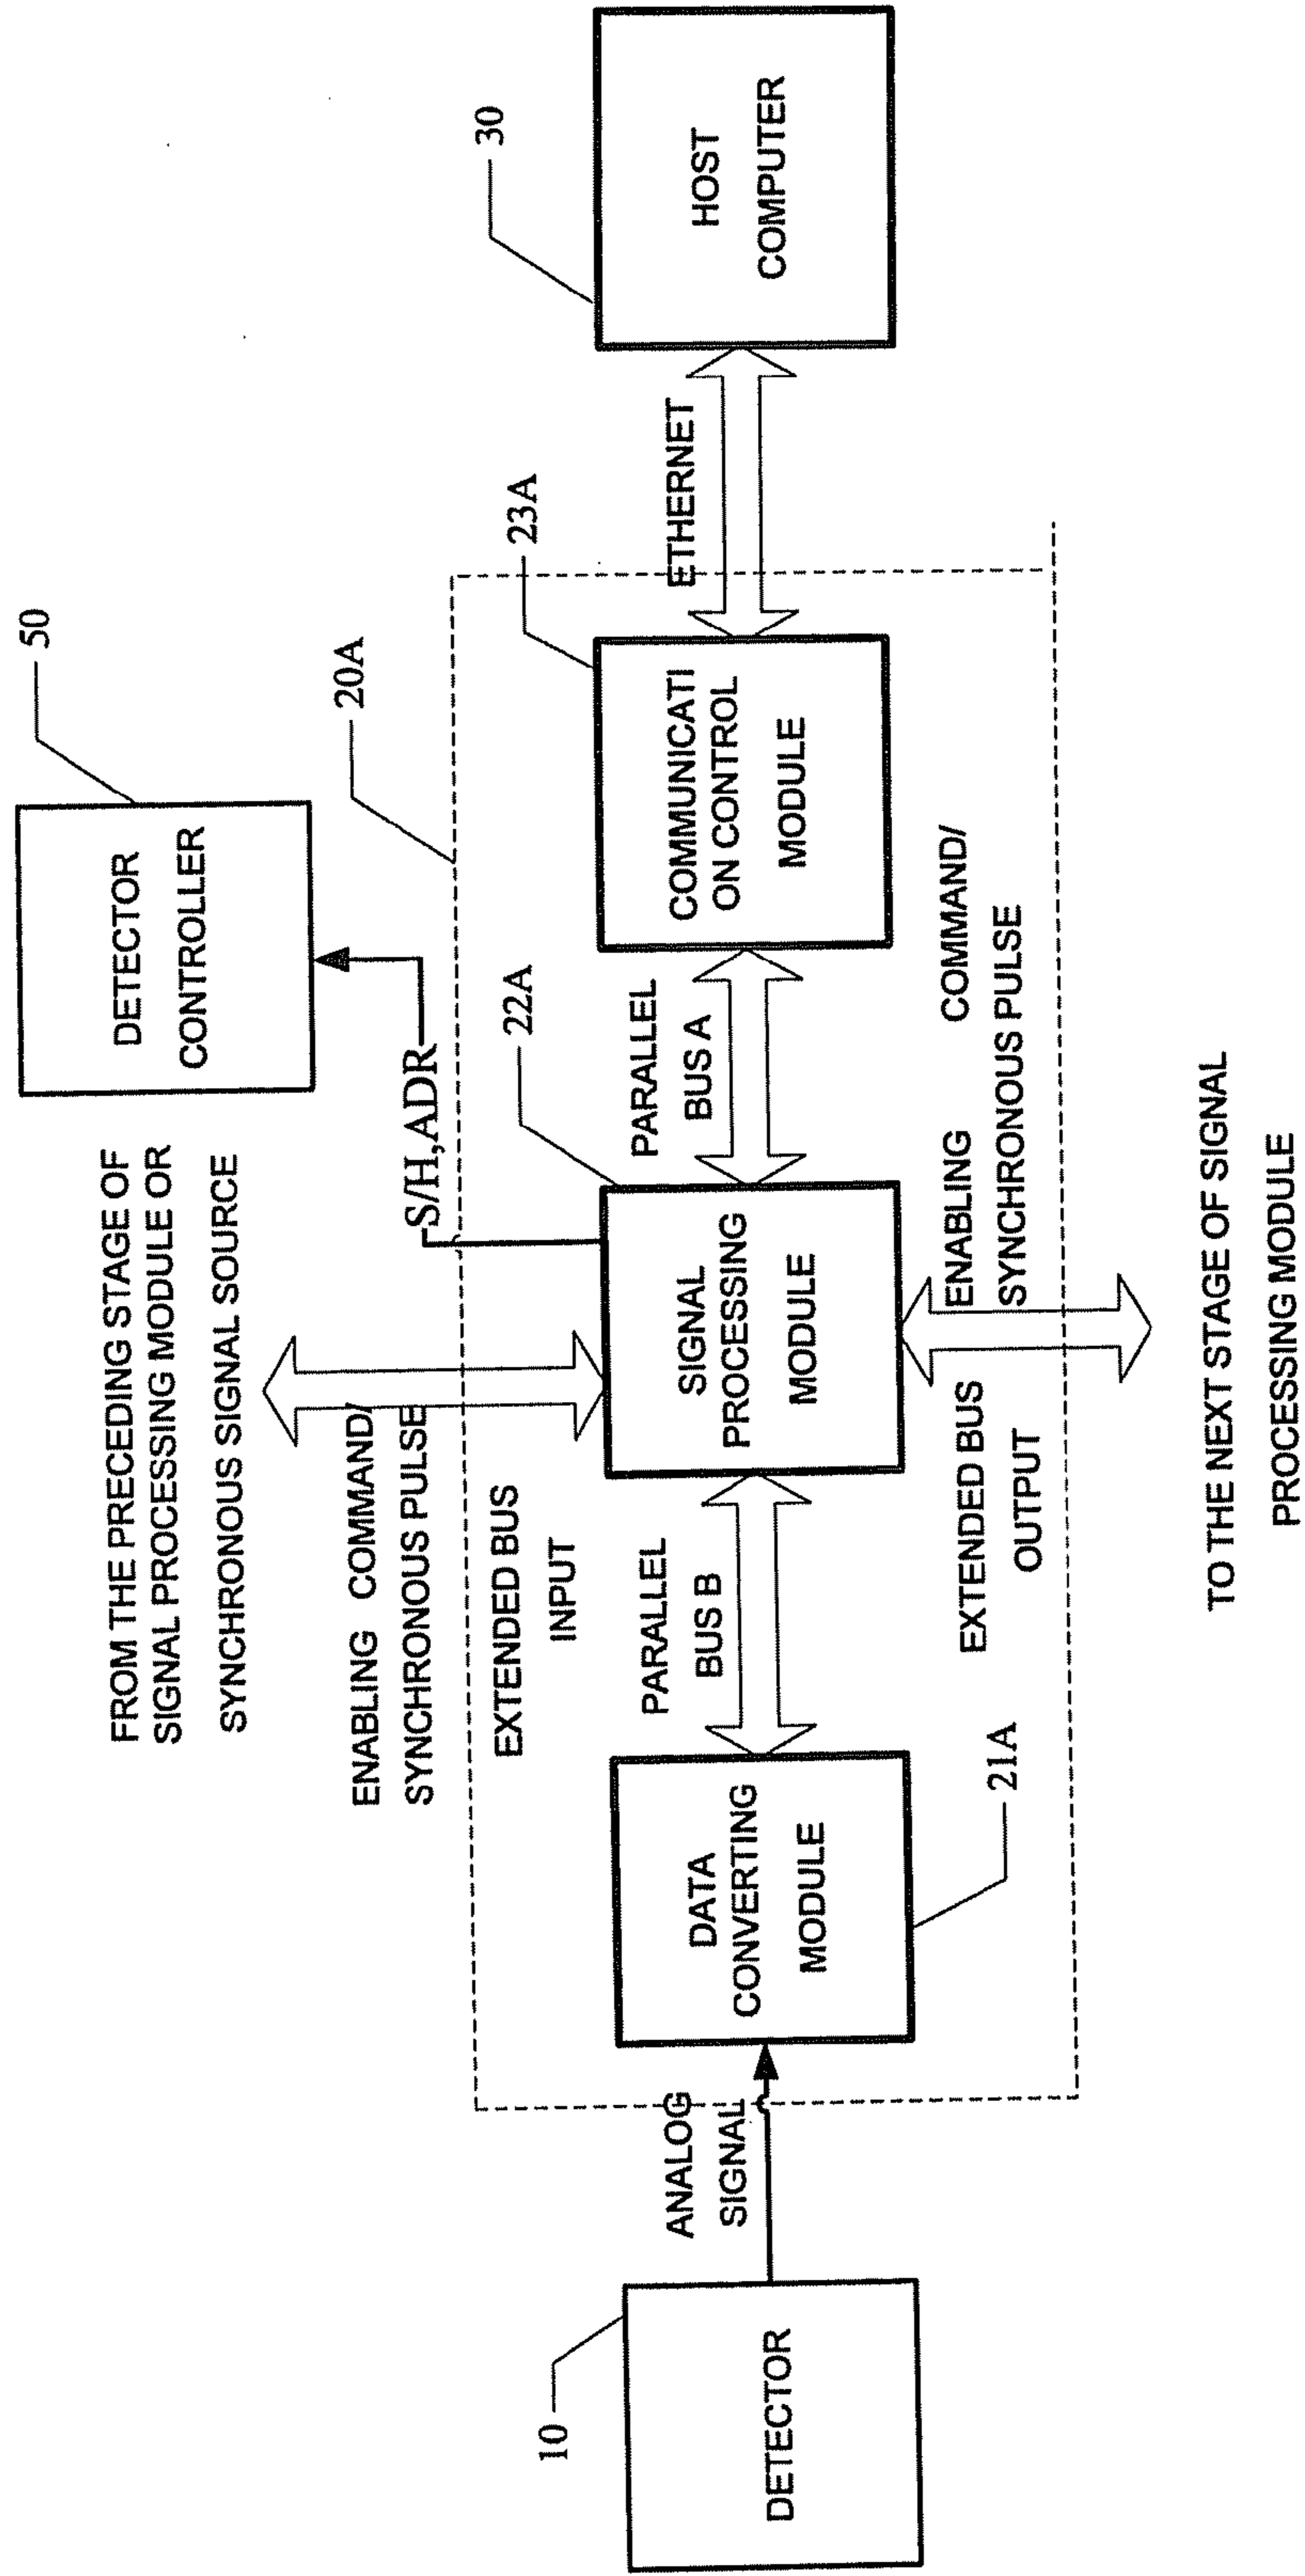 50
DETECTOR
CONTROLLER
FROM THE PRECEDING STAGE OF
SIGNAL PROCESSING MODULE OR
SYNCHRONOUS SIGNAL SOURCE
20A
S/H,ADR
ENABLING COMMAND/
SYNCHRONOUS PULSE
EXTENDED BUS
INPUT
10
DETECTOR
ANALOG
SIGNAL
DATA
CONVERTING
MODULE
21A
PARALLEL
BUS B
22A
SIGNAL
PROCESSING
MODULE
PARALLEL
BUS A
23A
COMMUNICATI
ON CONTROL
MODULE
ETHERNET
30
HOST
COMPUTER
EXTENDED BUS
OUTPUT
ENABLING COMMAND/
SYNCHRONOUS PULSE
TO THE NEXT STAGE OF SIGNAL
PROCESSING MODULE